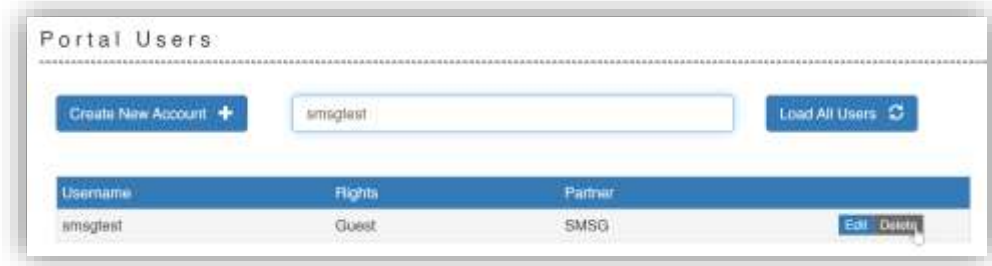 Portal Users
Create New Account
smsgtest
Load All Users
Username Rights Partner
smsgtest Guest SMSG Edit Delete